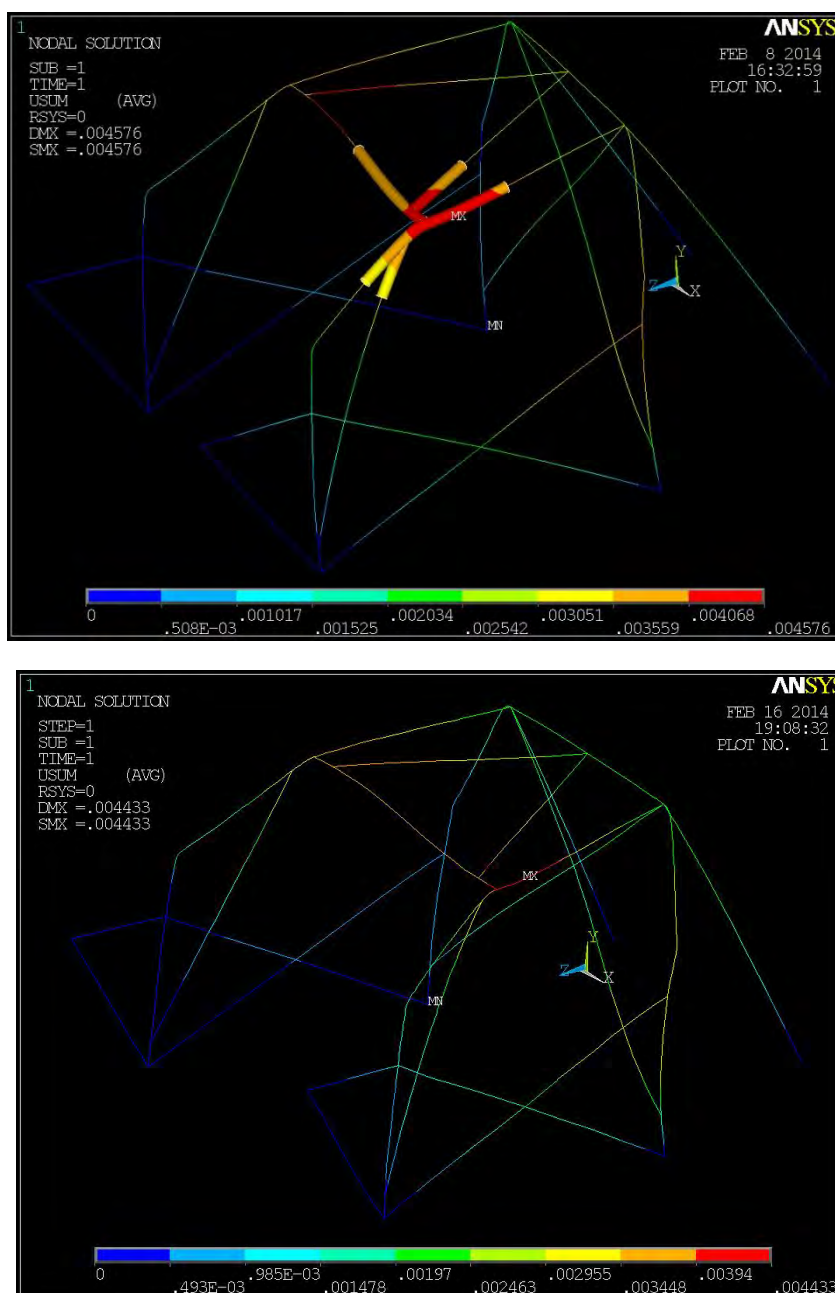 1
ANSYS
NODAL SOLUTION
FEB 8 2014
SUB =1
16:32:59
TIME=1
PLOT NO. 1
USUM (AVG)
RSYS=0
DMX =.004576
SMX =.004576
MX
Y
Z
X
MN
0 .001017 .002034 .003051 .004068
.508E-03 .001525 .002542 .003559 .004576
1
ANSYS
NODAL SOLUTION
FEB 16 2014
STEP=1
19:08:32
SUB =1
PLOT NO. 1
TIME=1
USUM (AVG)
RSYS=0
DMX =.004433
SMX =.004433
MX
Y
Z
X
MN
0 .985E-03 .00197 .002955 .00394
.493E-03 .001478 .002463 .003448 .004433